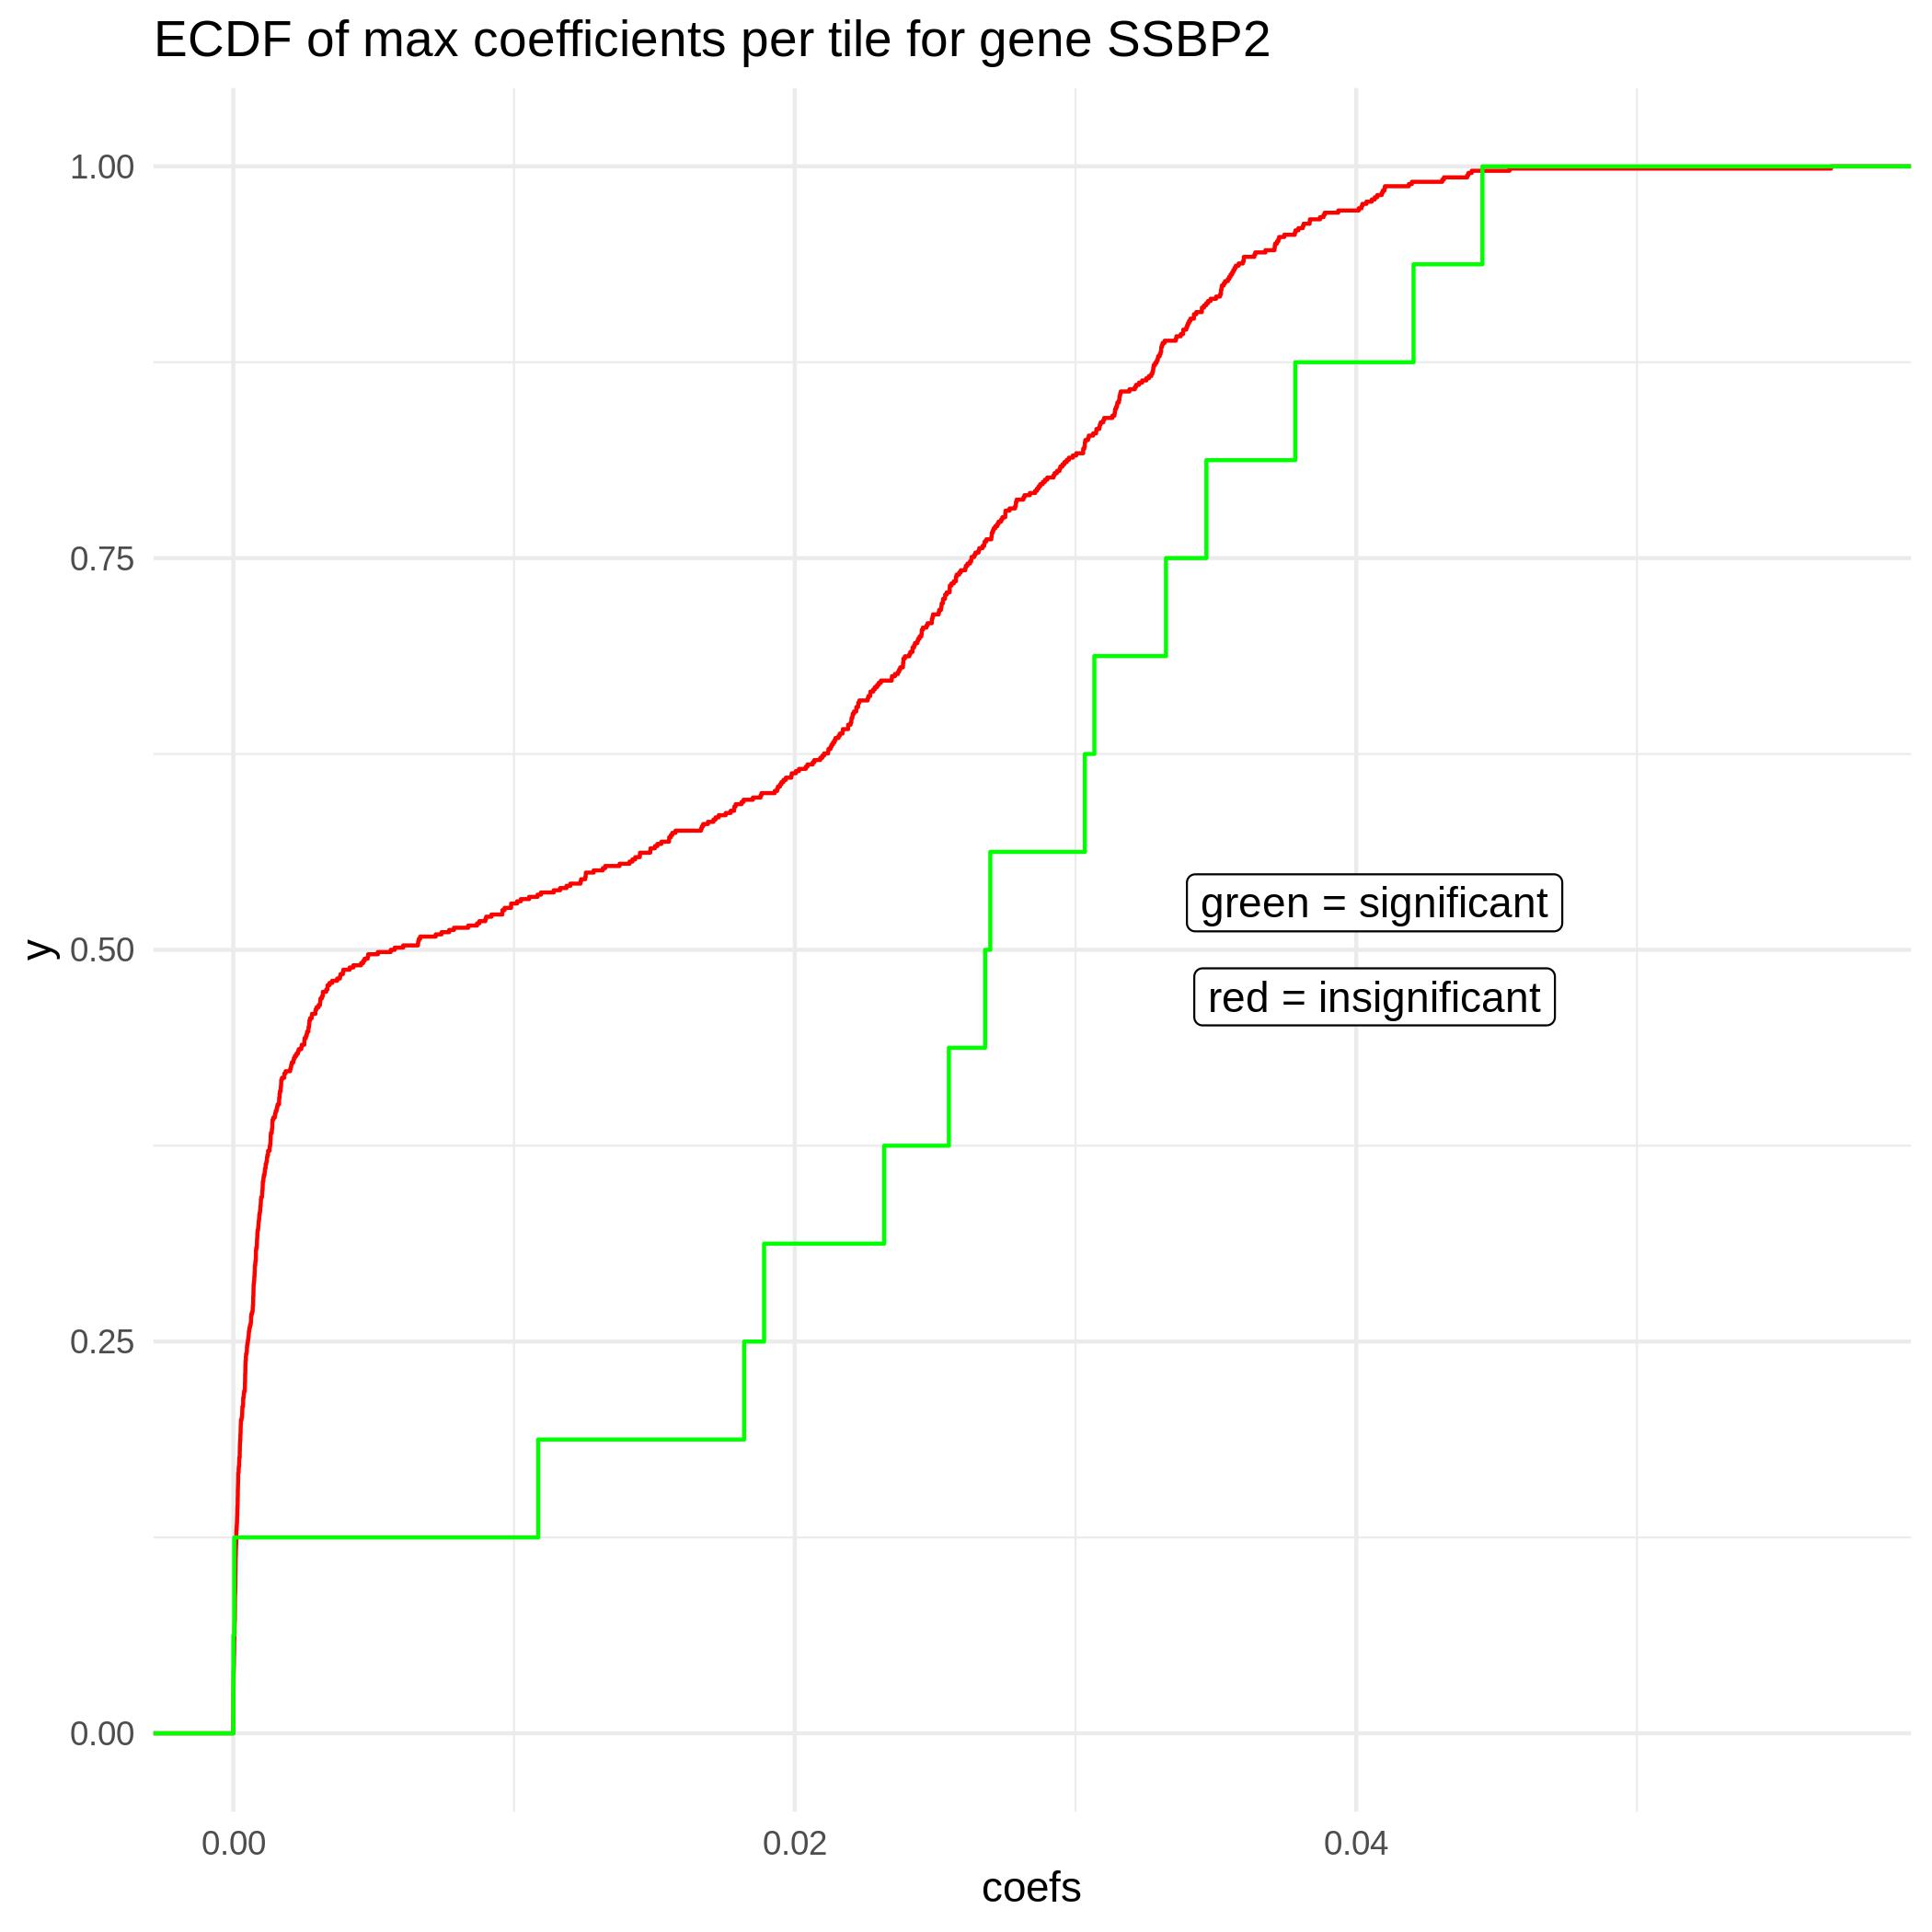 ECDF of max coefficients per tile for gene SSBP2
1.00
0.75
0.50
0.25
0.00
y
green = significant
red = insignificant
0.00 0.02 0.04
coefs